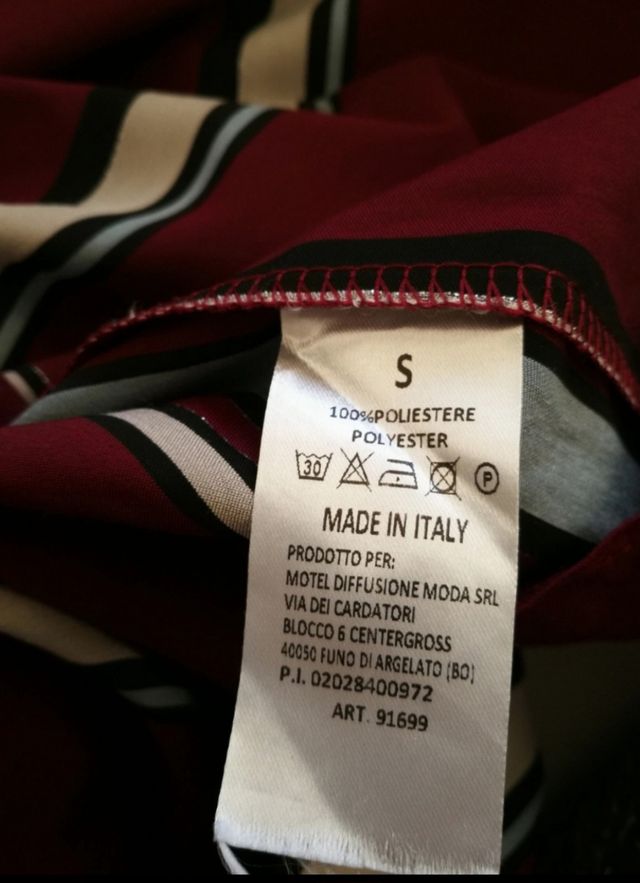 S
100%POLIESTERE
POLYESTER
30 P
MADE IN ITALY
PRODOTTO PER:
MOTEL DIFFUSIONE MODA SRL
VIA DEI CARDATORI
BLOCCO 6 CENTERGROSS
40050 FUNO DI ARGELATO (BO)
P.I. 02028400972
ART. 91699